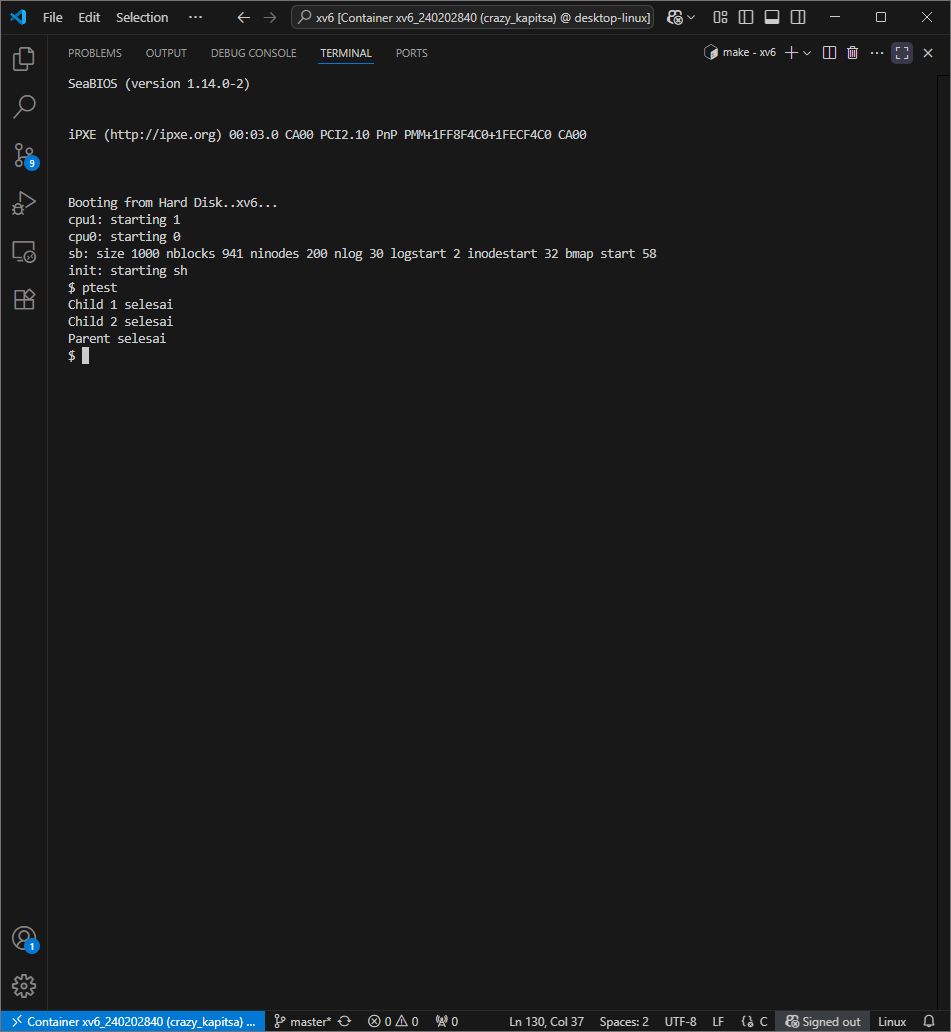 File Edit Selection ...
xv6 [Container xv6_240202840 (crazy_kapitsa) @ desktop-linux]
PROBLEMS OUTPUT DEBUG CONSOLE TERMINAL PORTS
make - xv6
SeaBIOS (version 1.14.0-2)
iPXE (http://ipxe.org) 00:03.0 CA00 PCI2.10 PnP PMM+1FF8F4C0+1FECF4C0 CA00
Booting from Hard Disk..xv6...
cpu1: starting 1
cpu0: starting 0
sb: size 1000 nblocks 941 ninodes 200 nlog 30 logstart 2 inodestart 32 bmap start 58
init: starting sh
$ ptest
Child 1 selesai
Child 2 selesai
Parent selesai
$
9
1
Container xv6_240202840 (crazy_kapitsa) ... master* 0 0 0 Ln 130, Col 37 Spaces: 2 UTF-8 LF {} C Signed out Linux